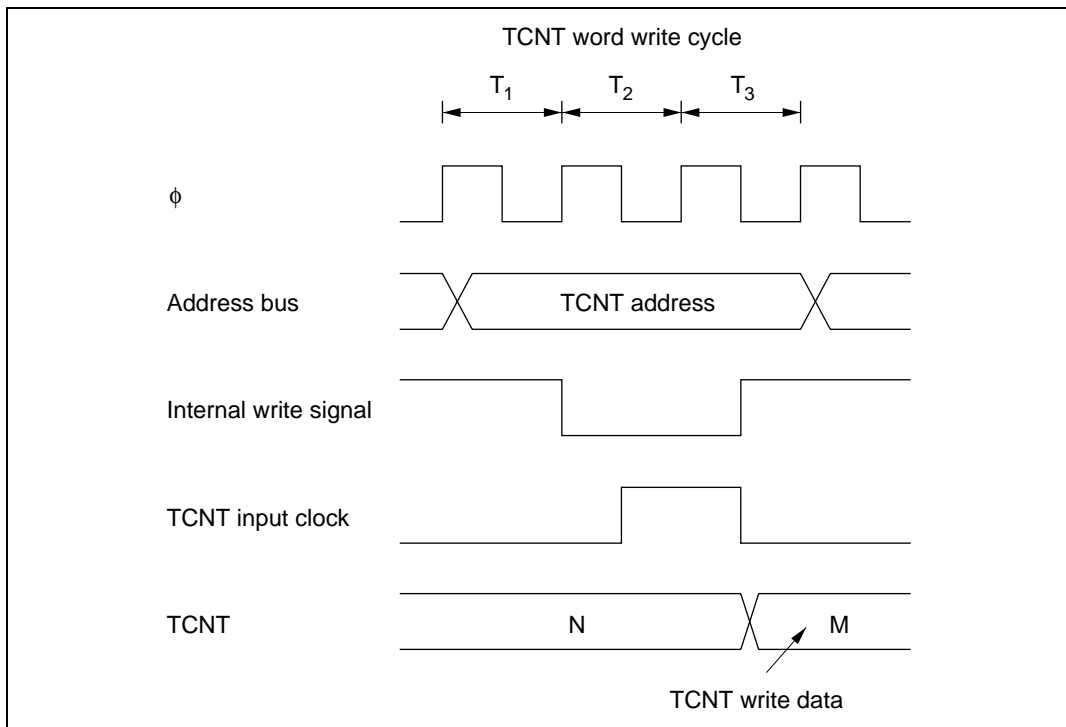 TCNT word write cycle
T1 T2 T3
ϕ
Address bus
TCNT address
Internal write signal
TCNT input clock
TCNT
N
M
TCNT write data